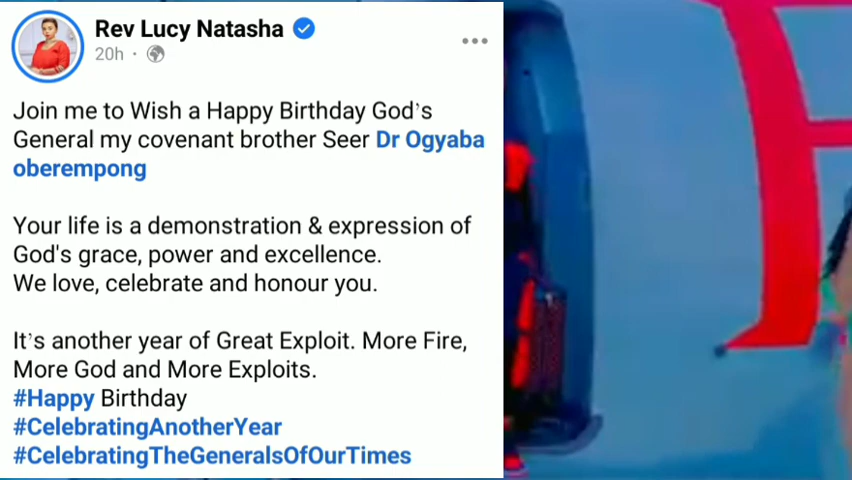 Rev Lucy Natasha
20h ·
Join me to Wish a Happy Birthday God's
General my covenant brother Seer Dr Ogyaba
oberempong
Your life is a demonstration & expression of
God's grace, power and excellence.
We love, celebrate and honour you.
It's another year of Great Exploit. More Fire,
More God and More Exploits.
#Happy Birthday
#CelebratingAnotherYear
#CelebratingTheGeneralsOfOurTimes